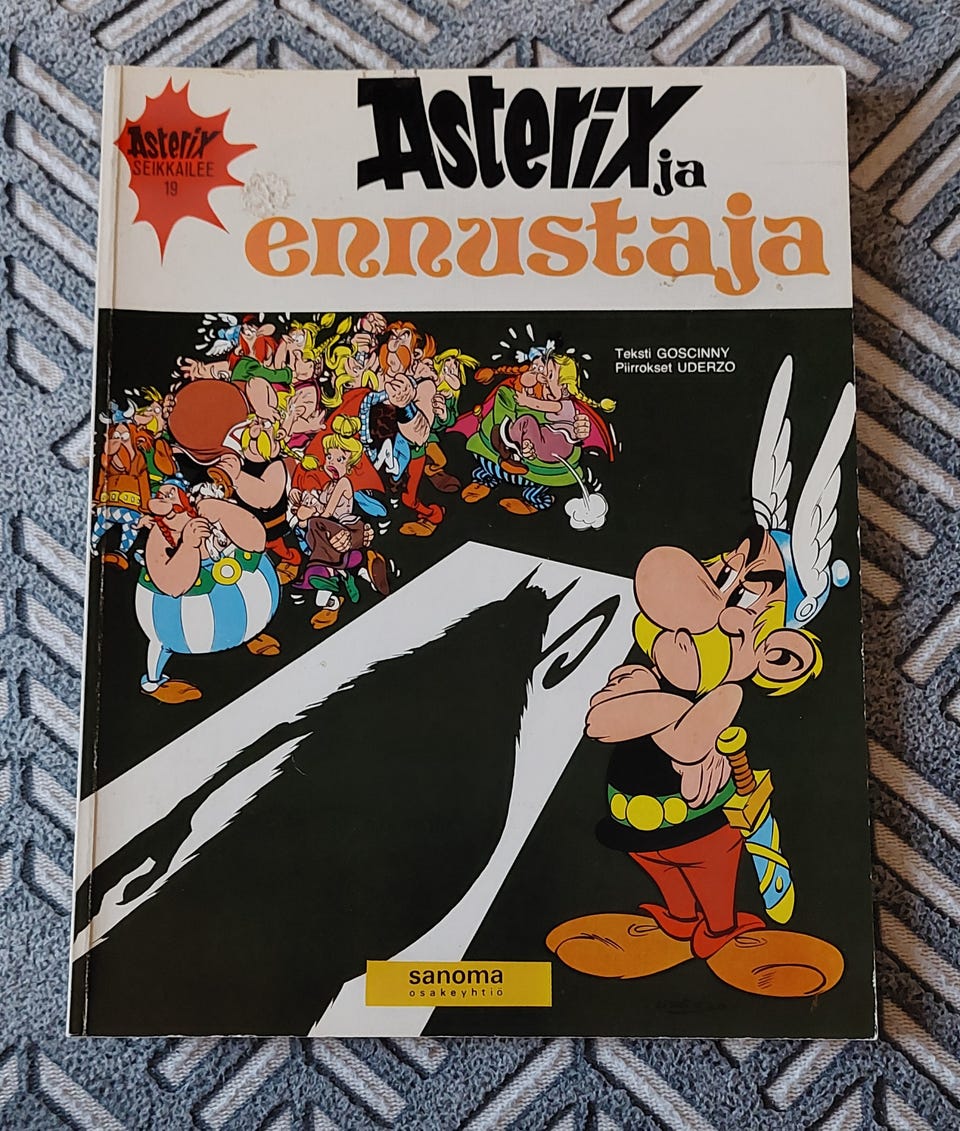 Asterix
SEIKKAILEE
19
Asterix ja
ennustaja
Teksti GOSCINNY
Piirrokset UDERZO
sanoma
osakeyhtiö